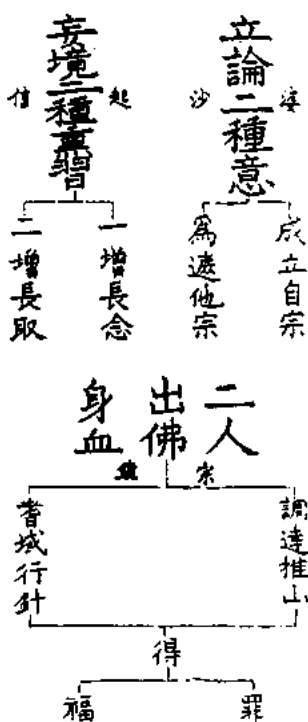 立論二種意
婆沙
成立自宗
爲遮他宗
妄境二種熏習
起信
一增長念
二增長取
二人
出佛
身血
宗鏡
調達推山
耆域行針
得
罪
福